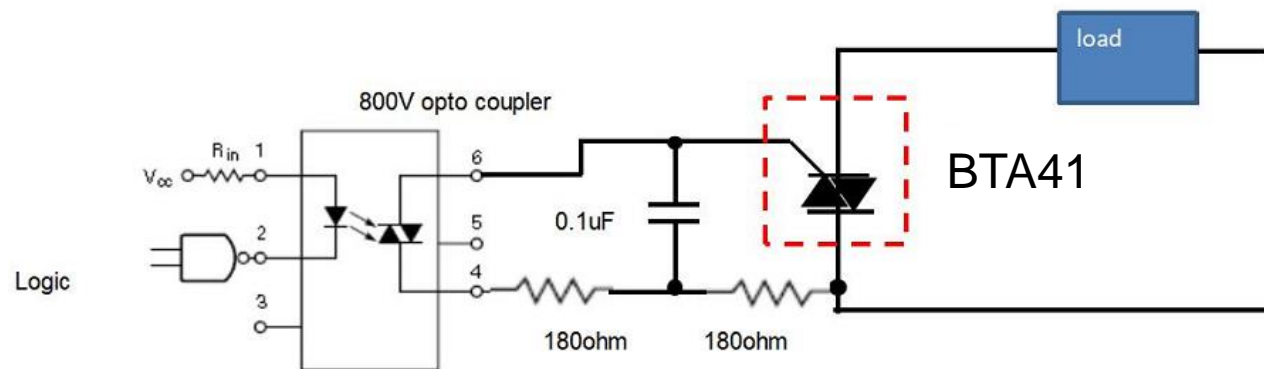 load
800V opto coupler
BTA41
Rin 1
Vcc
6
5
0.1uF
2
4
Logic
3
180ohm 180ohm